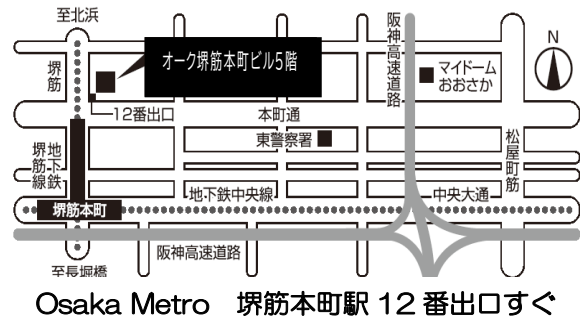 至北浜
オーク堺筋本町ビル5階
阪神高速道路
N
マイドーム
おおさか
堺筋
12番出口
本町通
東警察署
松屋町筋
地下鉄
堺筋線
地下鉄中央線
中央大通
堺筋本町
阪神高速道路
至長堀橋
Osaka Metro 堺筋本町駅12番出口すぐ